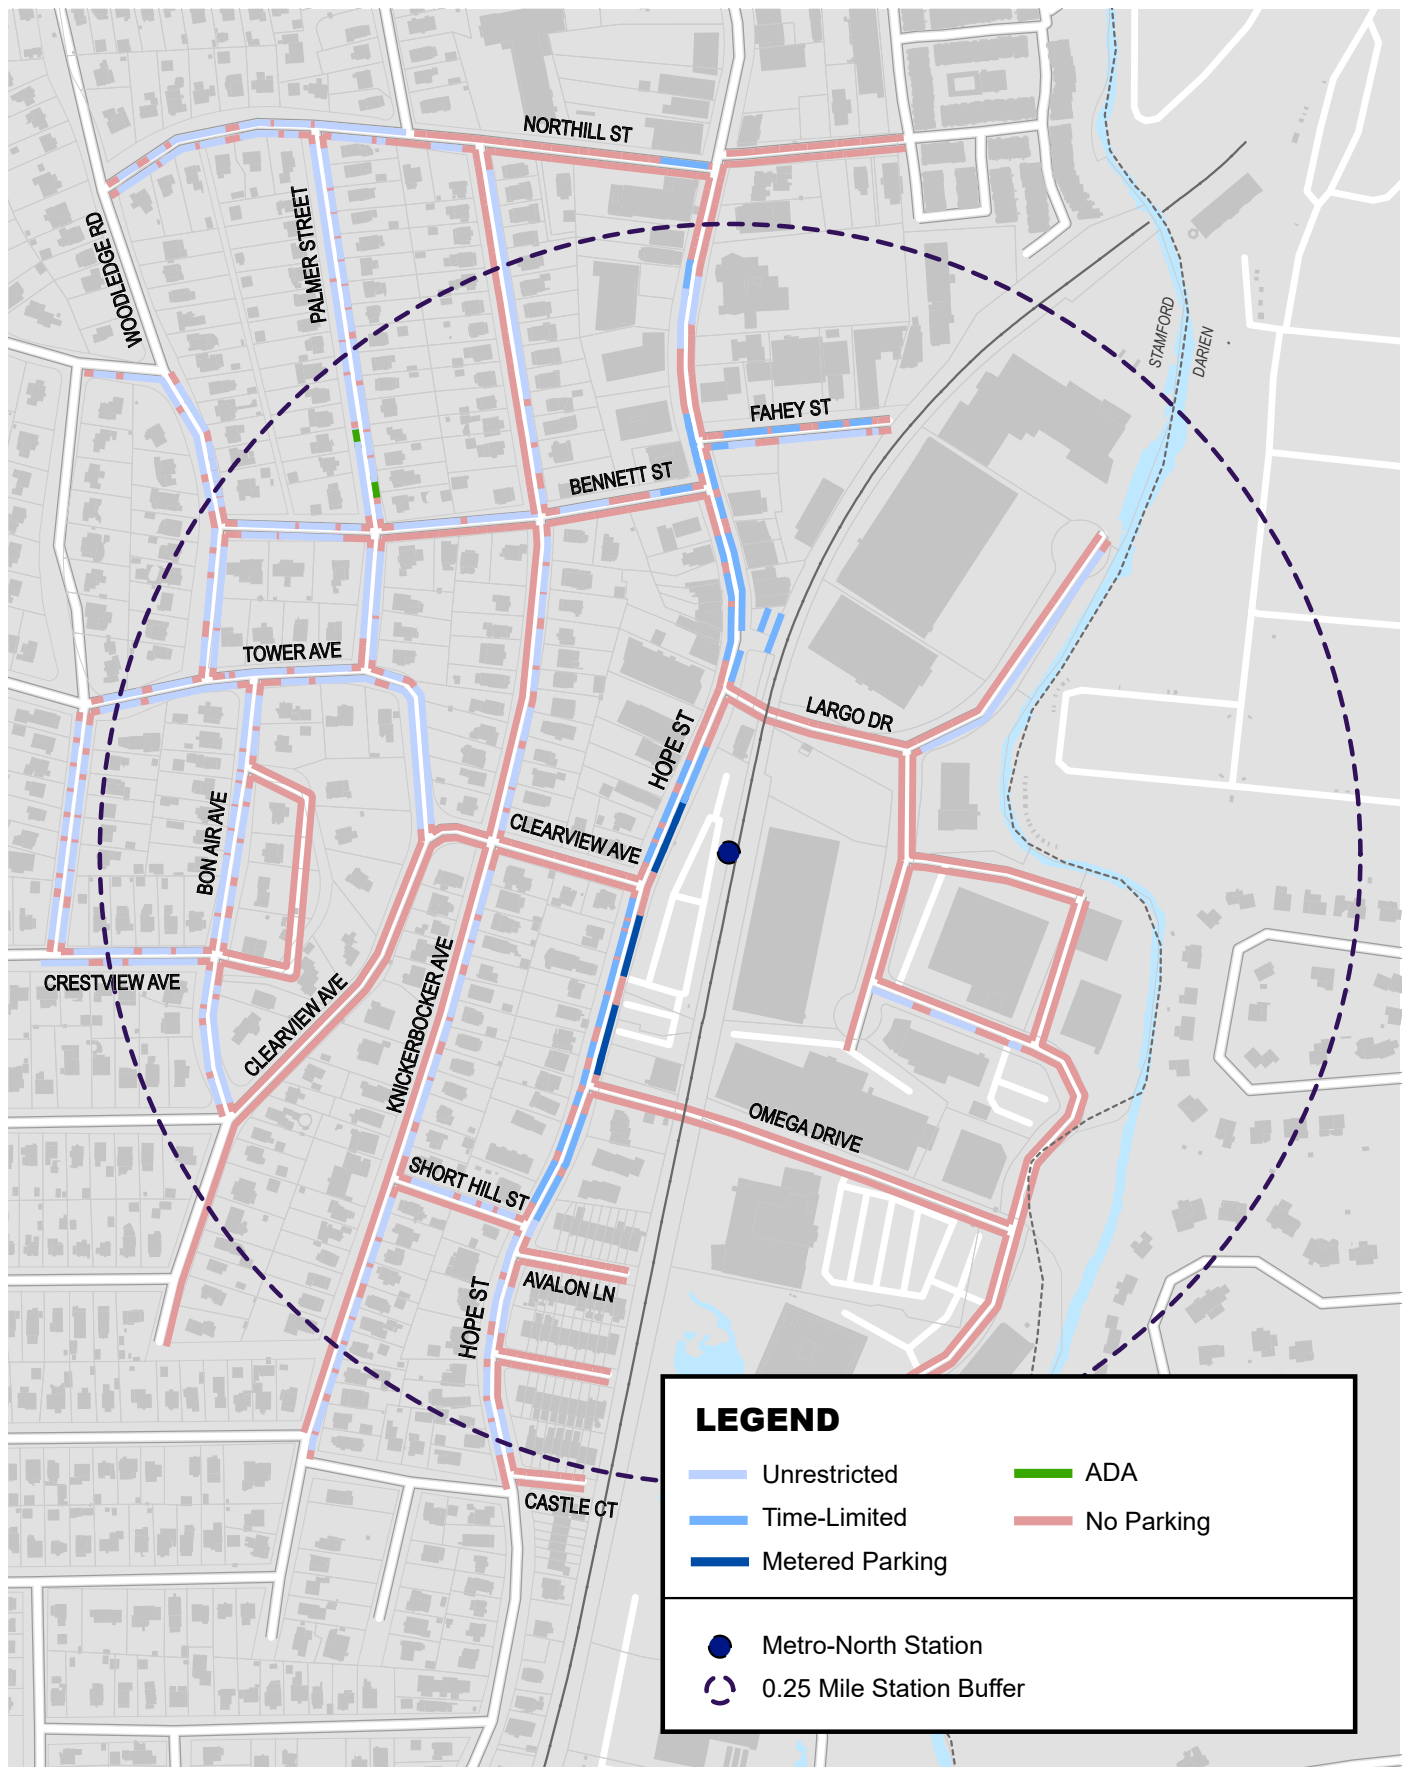 NORTHILL ST
PALMER STREET
WOODLEDGE RD
STAMFORD
DARIEN
FAHEY ST
BENNETT ST
TOWER AVE
LARGO DR
HOPE ST
CLEARVIEW AVE
BON AIR AVE
CRESTVIEW AVE
CLEARVIEW AVE
KNICKERBOCKER AVE
OMEGA DRIVE
SHORT HILL ST
AVALON LN
HOPE ST
CASTLE CT
LEGEND
Unrestricted
Time-Limited
Metered Parking
ADA
No Parking
Metro-North Station
0.25 Mile Station Buffer